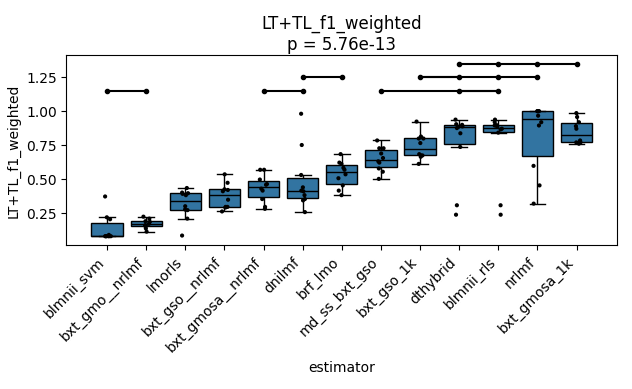 LT+TL_f1_weighted
p = 5.76e-13
LT+TL_f1_weighted
1.25
1.00
0.75
0.50
0.25
blmnii_svm
bxt_gmo__nrlmf
lmorls
bxt_gso__nrlmf
bxt_gmosa__nrlmf
dnilmf
brf_lmo
md_ss_bxt_gso
bxt_gso_1k
dthybrid
blmnii_rls
nrlmf
bxt_gmosa_1k
estimator